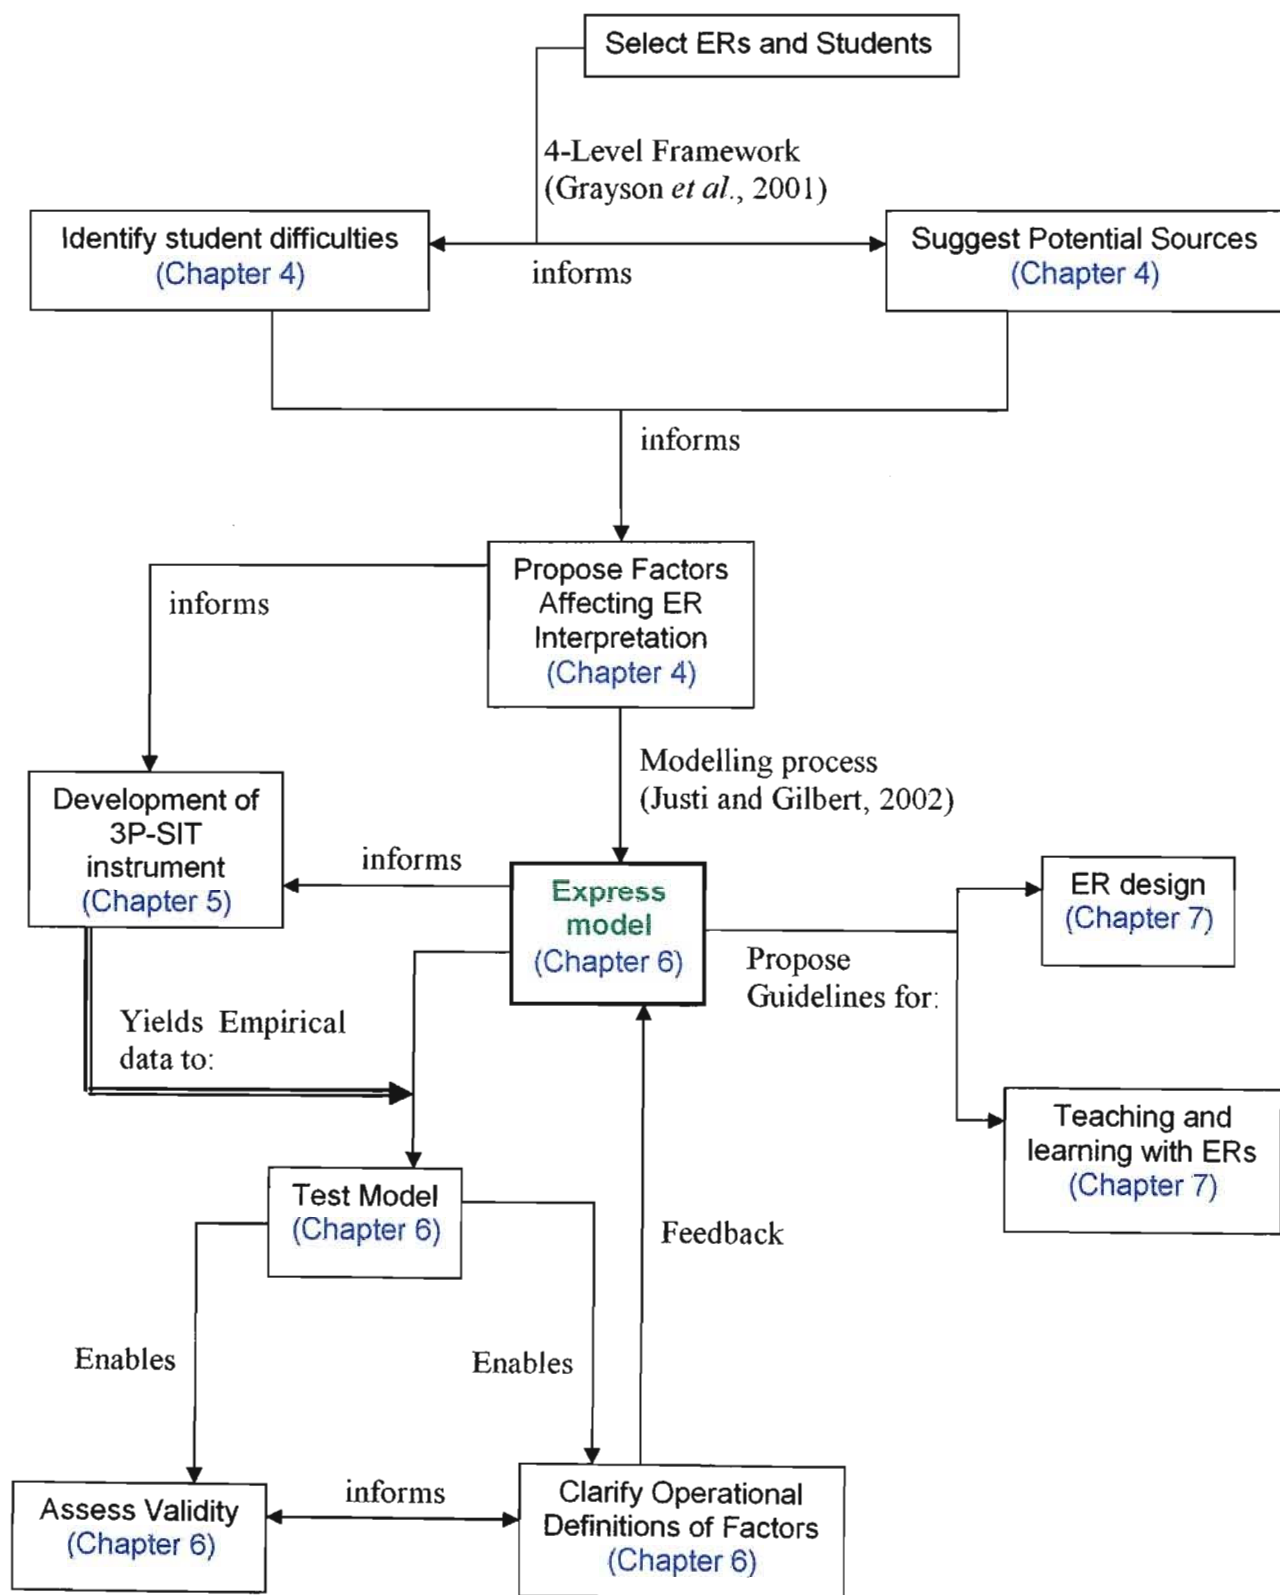 Select ERs and Students
4-Level Framework
(Grayson et al., 2001)
Identify student difficulties
(Chapter 4)
informs
Suggest Potential Sources
(Chapter 4)
informs
Propose Factors
Affecting ER
Interpretation
(Chapter 4)
informs
Modelling process
(Justi and Gilbert, 2002)
Development of
3P-SIT
instrument
(Chapter 5)
informs
Express
model
(Chapter 6)
Propose
Guidelines for:
ER design
(Chapter 7)
Teaching and
learning with ERs
(Chapter 7)
Yields Empirical
data to:
Test Model
(Chapter 6)
Feedback
Enables
Enables
Assess Validity
(Chapter 6)
informs
Clarify Operational
Definitions of Factors
(Chapter 6)